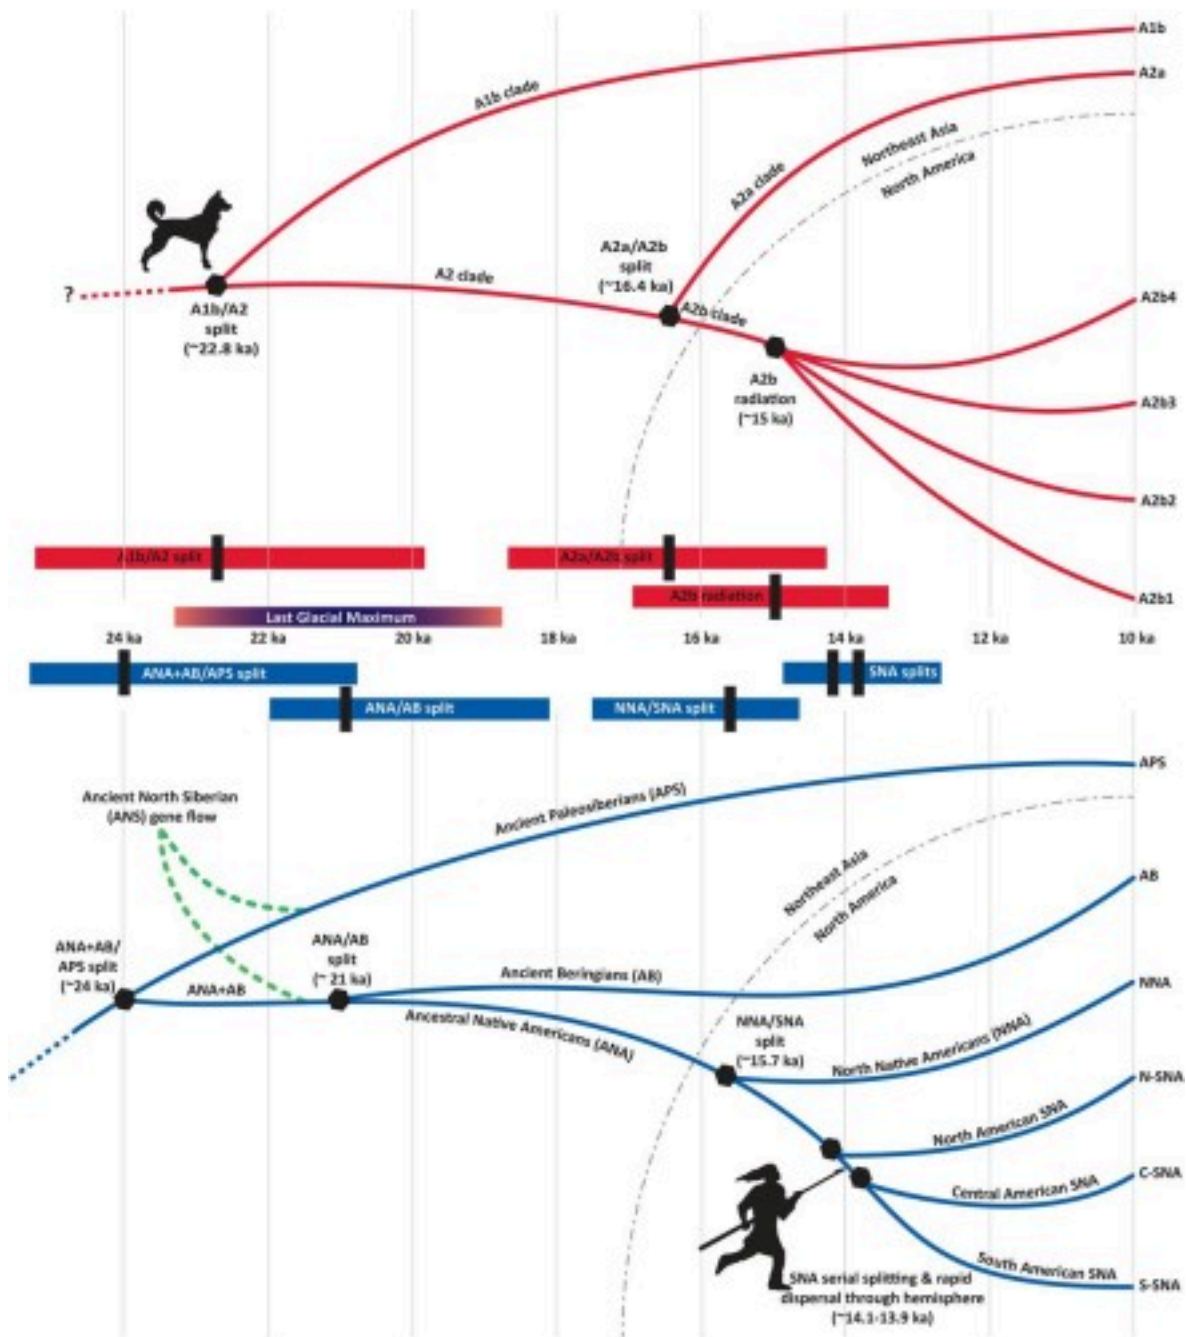 A1b
A2a
A1b clade
Northeast Asia
North America
A2a clade
A2a/A2b
split
(~16.4 ka)
A2 clade
?
A1b/A2
split
(~22.8 ka)
A2b clade
A2b4
A2b
radiation
(~15 ka)
A2b3
A2b2
A1b/A2 split
A2a/A2b split
A2b radiation
A2b1
Last Glacial Maximum
24 ka
22 ka
20 ka
18 ka
16 ka
14 ka
12 ka
10 ka
ANA+AB/APS split
SNA splits
ANA/AB split
NNA/SNA split
APS
Ancient Paleosiberians (APS)
Ancient North Siberian
(ANS) gene flow
Northeast Asia
North America
AB
ANA+AB/
APS split
(~24 ka)
ANA/AB
split
(~ 21 ka)
Ancient Beringians (AB)
ANA+AB
NNA
Ancestral Native Americans (ANA)
NNA/SNA
split
(~15.7 ka)
North Native Americans (NNA)
N-SNA
North American SNA
C-SNA
Central American SNA
South American SNA
S-SNA
SNA serial splitting & rapid
dispersal through hemisphere
(~14.1-13.9 ka)